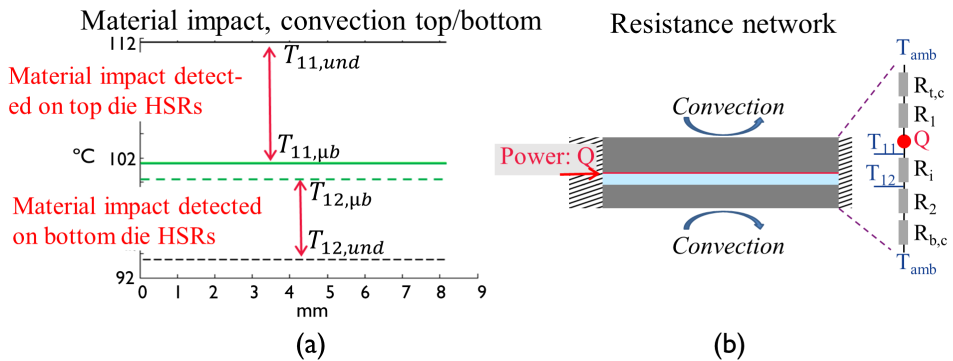 Material impact, convection top/bottom
112
T11,und
Material impact detect-
ed on top die HSRs
T11,μb
°C
102
T12,μb
Material impact detected
on bottom die HSRs
T12,und
92
0 1 2 3 4 5 6 7 8 9
mm
(a)
Resistance network
Tamb
Convection
Rt,c
R1
Q
Power: Q
T11
T12
Ri
R2
Convection
Rb,c
Tamb
(b)